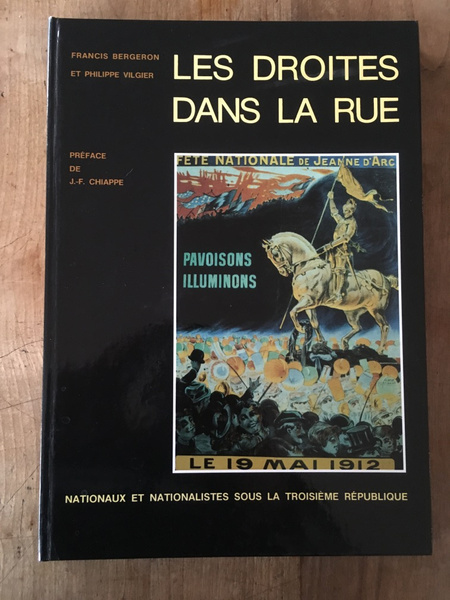 FRANCIS BERGERON
ET PHILIPPE VILGIER
LES DROITES
DANS LA RUE
PRÉFACE
DE
J.-F. CHIAPPE
FÊTE NATIONALE DE JEANNE D'ARC
PAVOISONS
ILLUMINONS
LE 19 MAI 1912
NATIONAUX ET NATIONALISTES SOUS LA TROISIÈME RÉPUBLIQUE